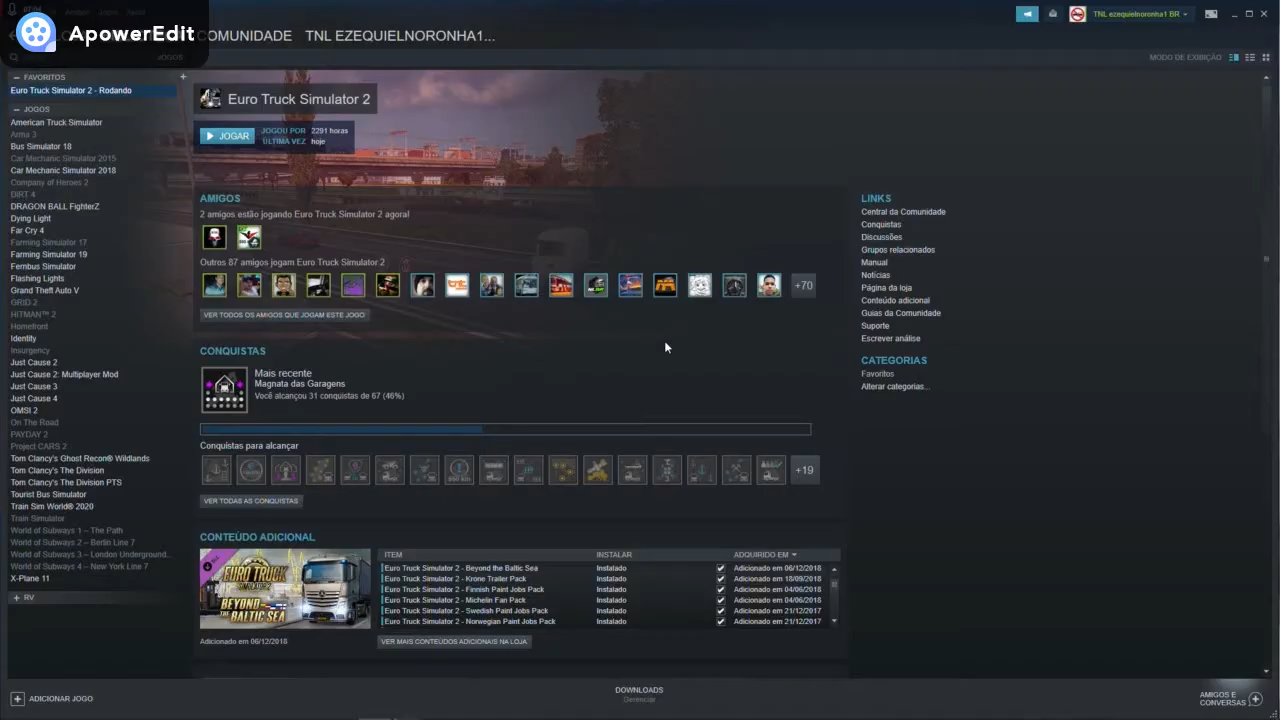 07:04
Amigos Jogos Ajuda
ApowerEdit
COMUNIDADE TNL EZEQUIELNORONHA1...
TNL ezequielnoronha1 BR
JOGOS
MODO DE EXIBIÇÃO
FAVORITOS
Euro Truck Simulator 2 - Rodando
JOGOS
American Truck Simulator
Arma 3
Bus Simulator 18
Car Mechanic Simulator 2015
Car Mechanic Simulator 2018
Company of Heroes 2
DiRT 4
DRAGON BALL FighterZ
Dying Light
Far Cry 4
Farming Simulator 17
Farming Simulator 19
Fernbus Simulator
Flashing Lights
Grand Theft Auto V
GRID 2
HITMAN™ 2
Homefront
Identity
Insurgency
Just Cause 2
Just Cause 2: Multiplayer Mod
Just Cause 3
Just Cause 4
OMSI 2
On The Road
PAYDAY 2
Project CARS 2
Tom Clancy's Ghost Recon® Wildlands
Tom Clancy's The Division
Tom Clancy's The Division PTS
Tourist Bus Simulator
Train Sim World® 2020
Train Simulator
World of Subways 1 – The Path
World of Subways 2 – Berlin Line 7
World of Subways 3 – London Underground...
World of Subways 4 – New York Line 7
X-Plane 11
RV
Euro Truck Simulator 2
JOGAR
JOGOU POR 2291 horas
ÚLTIMA VEZ hoje
AMIGOS
2 amigos estão jogando Euro Truck Simulator 2 agora!
Outros 87 amigos jogam Euro Truck Simulator 2
+70
VER TODOS OS AMIGOS QUE JOGAM ESTE JOGO
CONQUISTAS
Mais recente
Magnata das Garagens
Você alcançou 31 conquistas de 67 (46%)
Conquistas para alcançar
+19
VER TODAS AS CONQUISTAS
CONTEÚDO ADICIONAL
EURO TRUCK
SIMULATOR 2
BEYOND THE
BALTIC SEA
Adicionado em 06/12/2018
ITEM INSTALAR ADQUIRIDO EM
Euro Truck Simulator 2 - Beyond the Baltic Sea Instalado Adicionado em 06/12/2018
Euro Truck Simulator 2 - Krone Trailer Pack Instalado Adicionado em 18/09/2018
Euro Truck Simulator 2 - Finnish Paint Jobs Pack Instalado Adicionado em 04/06/2018
Euro Truck Simulator 2 - Michelin Fan Pack Instalado Adicionado em 04/06/2018
Euro Truck Simulator 2 - Swedish Paint Jobs Pack Instalado Adicionado em 21/12/2017
Euro Truck Simulator 2 - Norwegian Paint Jobs Pack Instalado Adicionado em 21/12/2017
VER MAIS CONTEÚDOS ADICIONAIS NA LOJA
LINKS
Central da Comunidade
Conquistas
Discussões
Grupos relacionados
Manual
Notícias
Página da loja
Conteúdo adicional
Guias da Comunidade
Suporte
Escrever análise
CATEGORIAS
Favoritos
Alterar categorias...
ADICIONAR JOGO
DOWNLOADS
Gerenciar
AMIGOS E
CONVERSAS